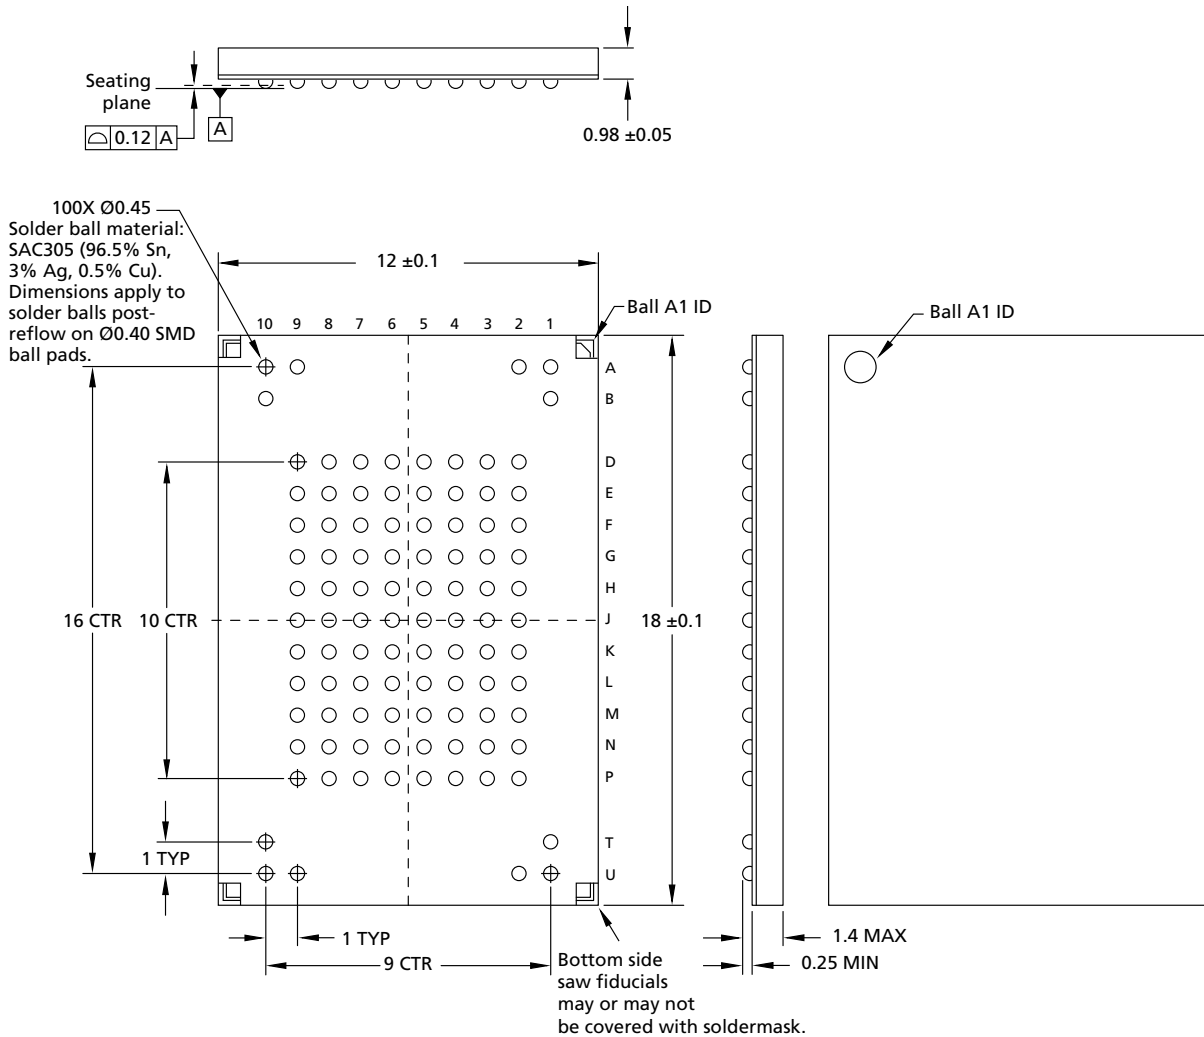 Seating
plane
0.12 A
A
0.98 ±0.05
100X Ø0.45
Solder ball material:
SAC305 (96.5% Sn,
3% Ag, 0.5% Cu).
Dimensions apply to
solder balls post-
reflow on Ø0.40 SMD
ball pads.
12 ±0.1
Ball A1 ID
Ball A1 ID
10 9 8 7 6 5 4 3 2 1
A
B
D
E
F
G
H
J
K
L
M
N
P
T
U
16 CTR
10 CTR
18 ±0.1
1 TYP
1 TYP
9 CTR
Bottom side
saw fiducials
may or may not
be covered with soldermask.
1.4 MAX
0.25 MIN